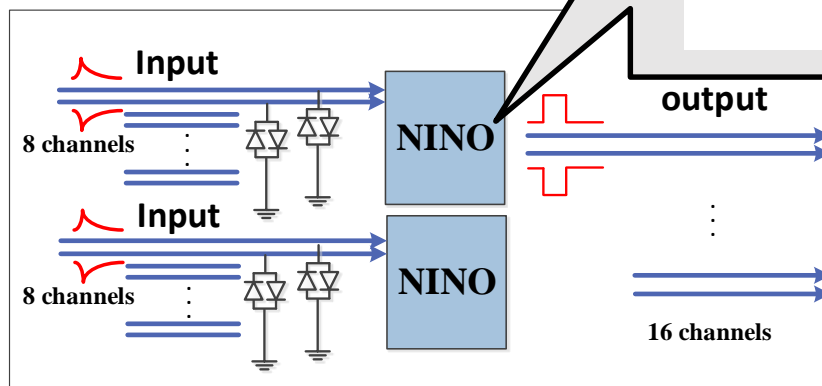 Input
NINO
output
8 channels
Input
NINO
8 channels
16 channels